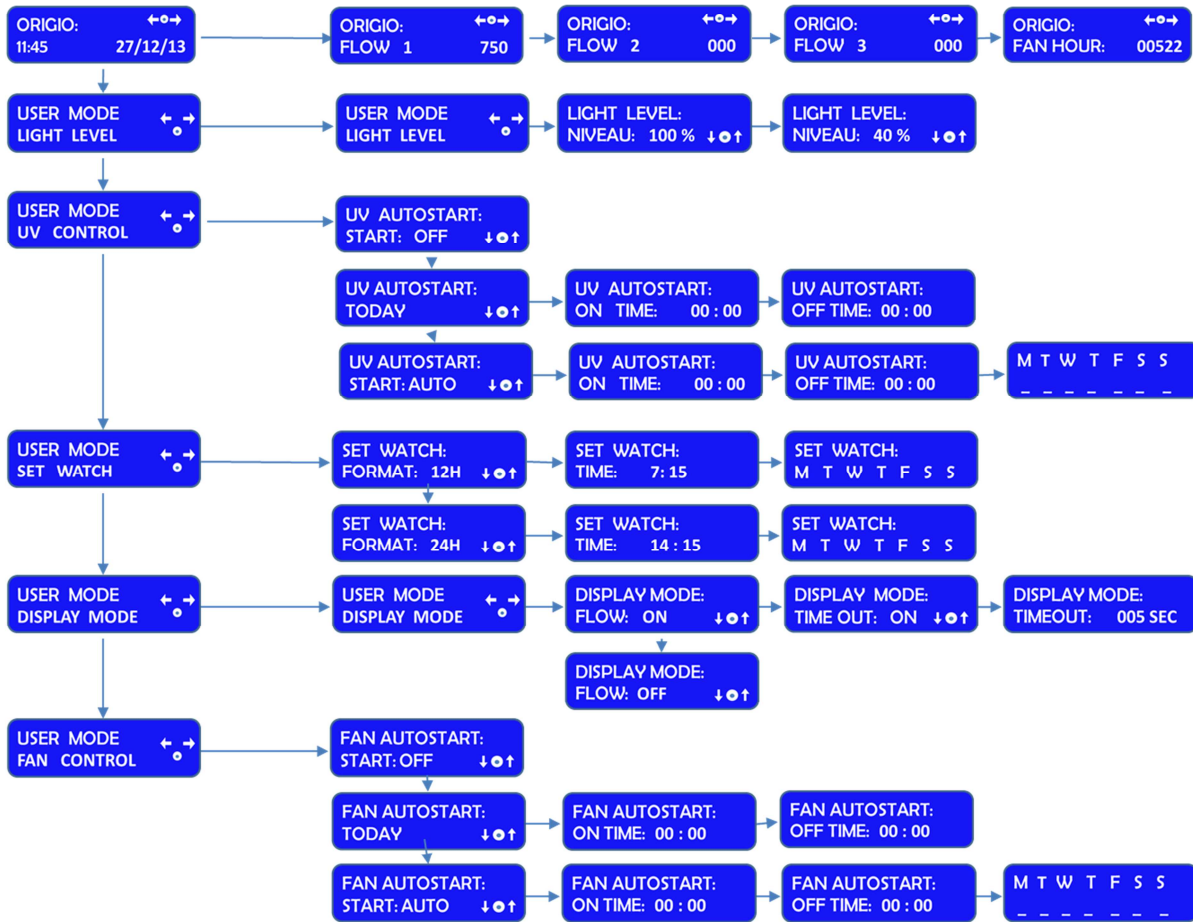 ORIGIO: ←o→
11:45 27/12/13
ORIGIO: ←o→
FLOW 1 750
ORIGIO: ←o→
FLOW 2 000
ORIGIO: ←o→
FLOW 3 000
ORIGIO: ←o→
FAN HOUR: 00522
USER MODE ← →
LIGHT LEVEL o
USER MODE ← →
LIGHT LEVEL o
LIGHT LEVEL:
NIVEAU: 100 % ↓o↑
LIGHT LEVEL:
NIVEAU: 40 % ↓o↑
USER MODE ← →
UV CONTROL o
UV AUTOSTART:
START: OFF ↓o↑
UV AUTOSTART:
TODAY ↓o↑
UV AUTOSTART:
ON TIME: 00 : 00
UV AUTOSTART:
OFF TIME: 00 : 00
UV AUTOSTART:
START: AUTO ↓o↑
UV AUTOSTART:
ON TIME: 00 : 00
UV AUTOSTART:
OFF TIME: 00 : 00
M T W T F S S
_ _ _ _ _ _ _
USER MODE ← →
SET WATCH o
SET WATCH:
FORMAT: 12H ↓o↑
SET WATCH:
TIME: 7: 15
SET WATCH:
M T W T F S S
SET WATCH:
FORMAT: 24H ↓o↑
SET WATCH:
TIME: 14 : 15
SET WATCH:
M T W T F S S
USER MODE ← →
DISPLAY MODE o
USER MODE ← →
DISPLAY MODE o
DISPLAY MODE:
FLOW: ON ↓o↑
DISPLAY MODE:
TIME OUT: ON ↓o↑
DISPLAY MODE:
TIMEOUT: 005 SEC
DISPLAY MODE:
FLOW: OFF ↓o↑
USER MODE ← →
FAN CONTROL o
FAN AUTOSTART:
START: OFF ↓o↑
FAN AUTOSTART:
TODAY ↓o↑
FAN AUTOSTART:
ON TIME: 00 : 00
FAN AUTOSTART:
OFF TIME: 00 : 00
FAN AUTOSTART:
START: AUTO ↓o↑
FAN AUTOSTART:
ON TIME: 00 : 00
FAN AUTOSTART:
OFF TIME: 00 : 00
M T W T F S S
_ _ _ _ _ _ _